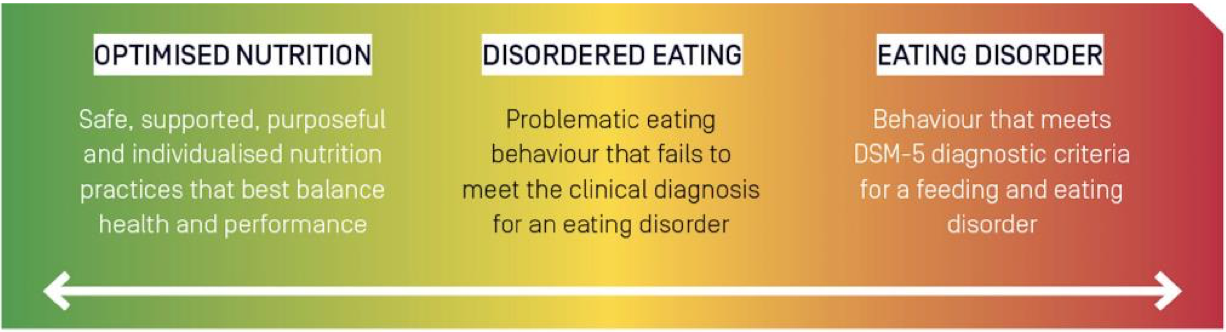 OPTIMISED NUTRITION
Safe, supported, purposeful
and individualised nutrition
practices that best balance
health and performance
DISORDERED EATING
Problematic eating
behaviour that fails to
meet the clinical diagnosis
for an eating disorder
EATING DISORDER
Behaviour that meets
DSM-5 diagnostic criteria
for a feeding and eating
disorder